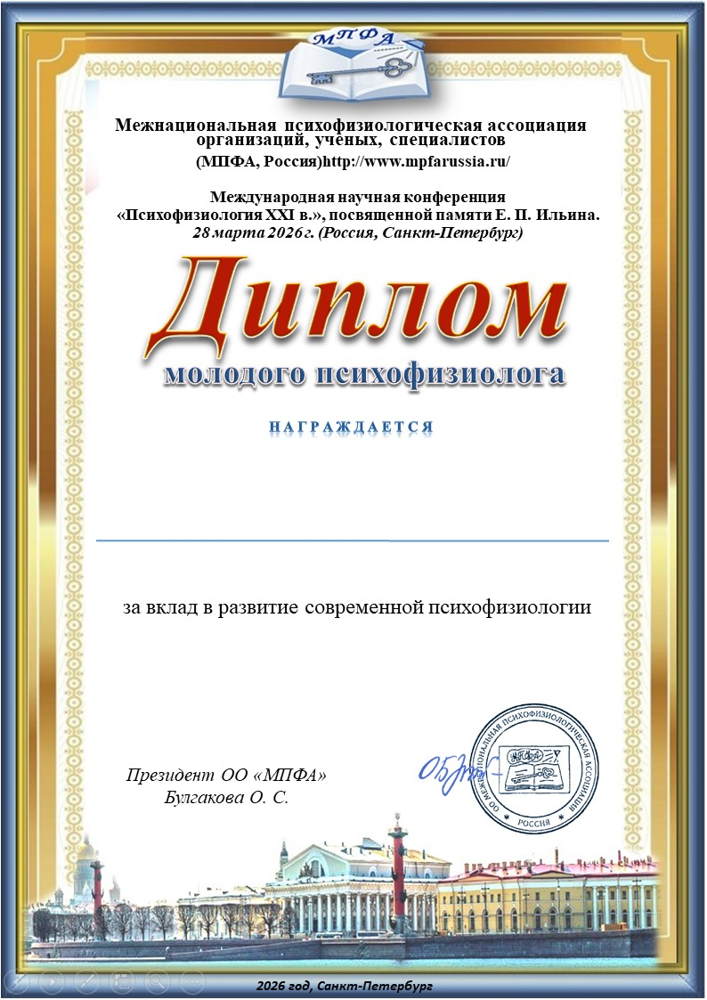 МПФА
Межнациональная психофизиологическая ассоциация
организаций, ученых, специалистов
(МПФА, Россия)http://www.mpfarussia.ru/
Международная научная конференция
«Психофизиология XXI в.», посвященной памяти Е. П. Ильина.
28 марта 2026 г. (Россия, Санкт-Петербург)
Диплом
молодого психофизиолога
НАГРАЖДАЕТСЯ
за вклад в развитие современной психофизиологии
Президент ОО «МПФА»
Булгакова О. С.
ОО МЕЖНАЦИОНАЛЬНАЯ ПСИХОФИЗИОЛОГИЧЕСКАЯ АССОЦИАЦИЯ
МПФА
РОССИЯ
2026 год, Санкт-Петербург